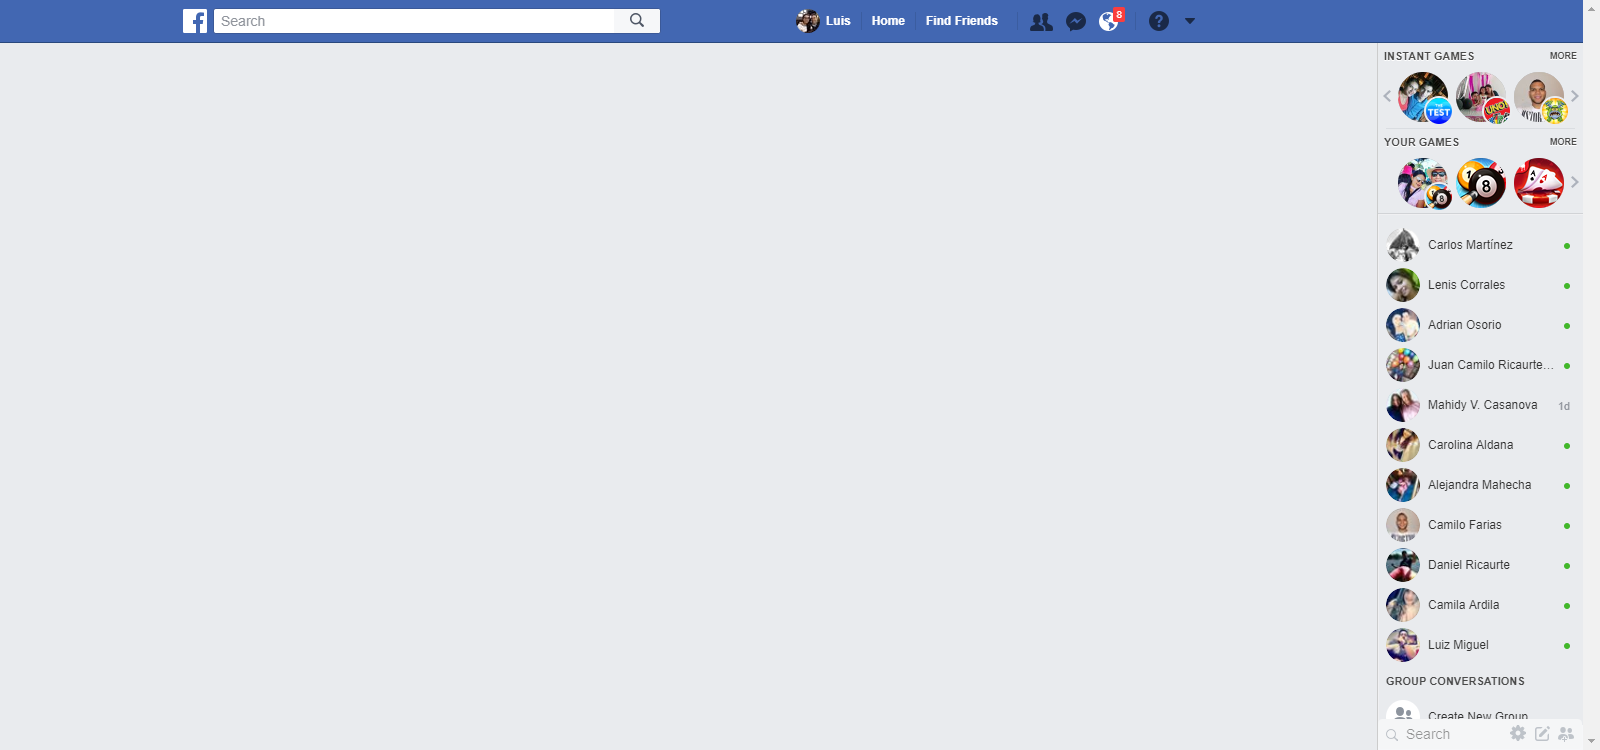 Search
Luis Home Find Friends 8
INSTANT GAMES MORE
THE TEST UNO
YOUR GAMES MORE
8 8 A A
Carlos Martínez
Lenis Corrales
Adrian Osorio
Juan Camilo Ricaurte...
Mahidy V. Casanova 1d
Carolina Aldana
Alejandra Mahecha
Camilo Farias
Daniel Ricaurte
Camila Ardila
Luiz Miguel
GROUP CONVERSATIONS
Create New Group
Search